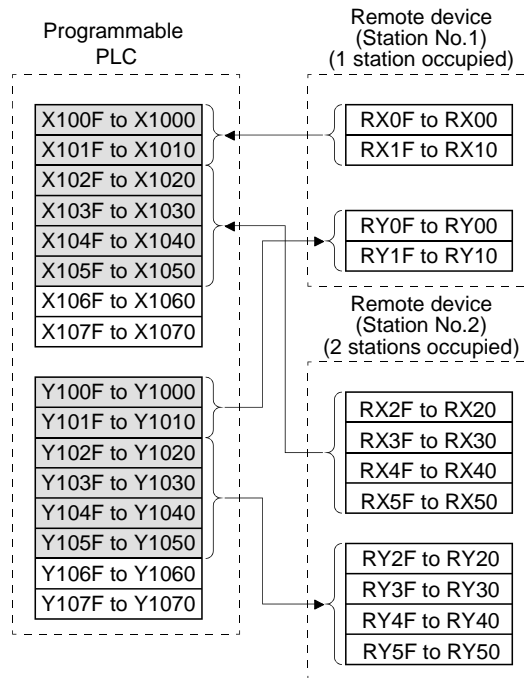 Programmable
PLC
X100F to X1000
X101F to X1010
X102F to X1020
X103F to X1030
X104F to X1040
X105F to X1050
X106F to X1060
X107F to X1070
Y100F to Y1000
Y101F to Y1010
Y102F to Y1020
Y103F to Y1030
Y104F to Y1040
Y105F to Y1050
Y106F to Y1060
Y107F to Y1070
Remote device
(Station No.1)
(1 station occupied)
RX0F to RX00
RX1F to RX10
RY0F to RY00
RY1F to RY10
Remote device
(Station No.2)
(2 stations occupied)
RX2F to RX20
RX3F to RX30
RX4F to RX40
RX5F to RX50
RY2F to RY20
RY3F to RY30
RY4F to RY40
RY5F to RY50